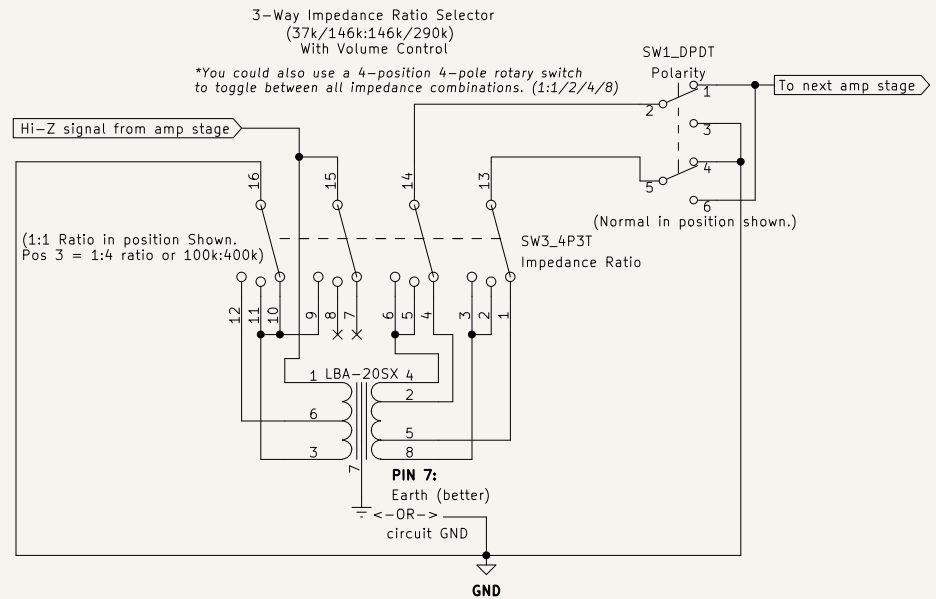 3-Way Impedance Ratio Selector
(37k/146k:146k/290k)
With Volume Control
*You could also use a 4-position 4-pole rotary switch
to toggle between all impedance combinations. (1:1/2/4/8)
SW1_DPDT
Polarity
1
To next amp stage
2
3
Hi-Z signal from amp stage
4
5
6
(Normal in position shown.)
16
15
14
13
(1:1 Ratio in position Shown.
Pos 3 = 1:4 ratio or 100k:400k)
SW3_4P3T
Impedance Ratio
12
11
10
9
8
7
6
5
4
3
2
1
1 LBA-20SX 4
2
6
5
3
8
7
PIN 7:
Earth (better)
<-OR->
circuit GND
GND